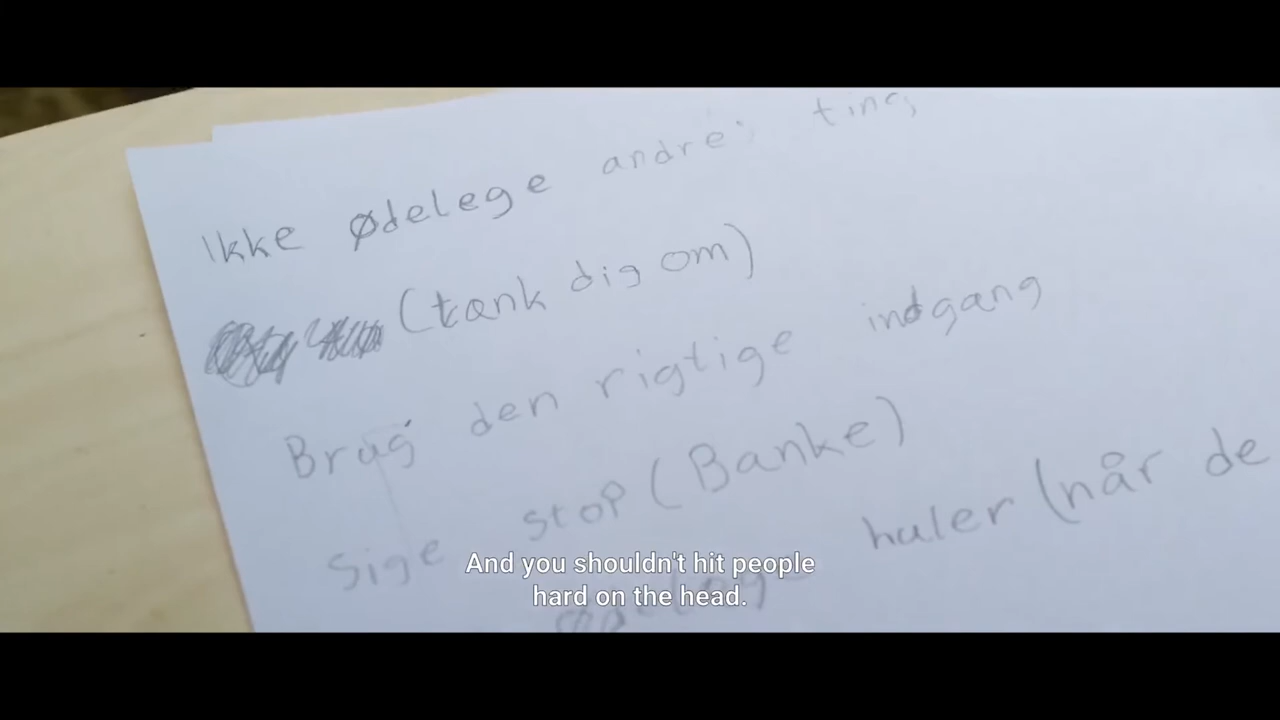 Ikke ødelege andre's ting
(tænk dig om)
Brug den rigtige indgang
Sige stop (Banke)
huler (når de
And you shouldn't hit people
hard on the head.